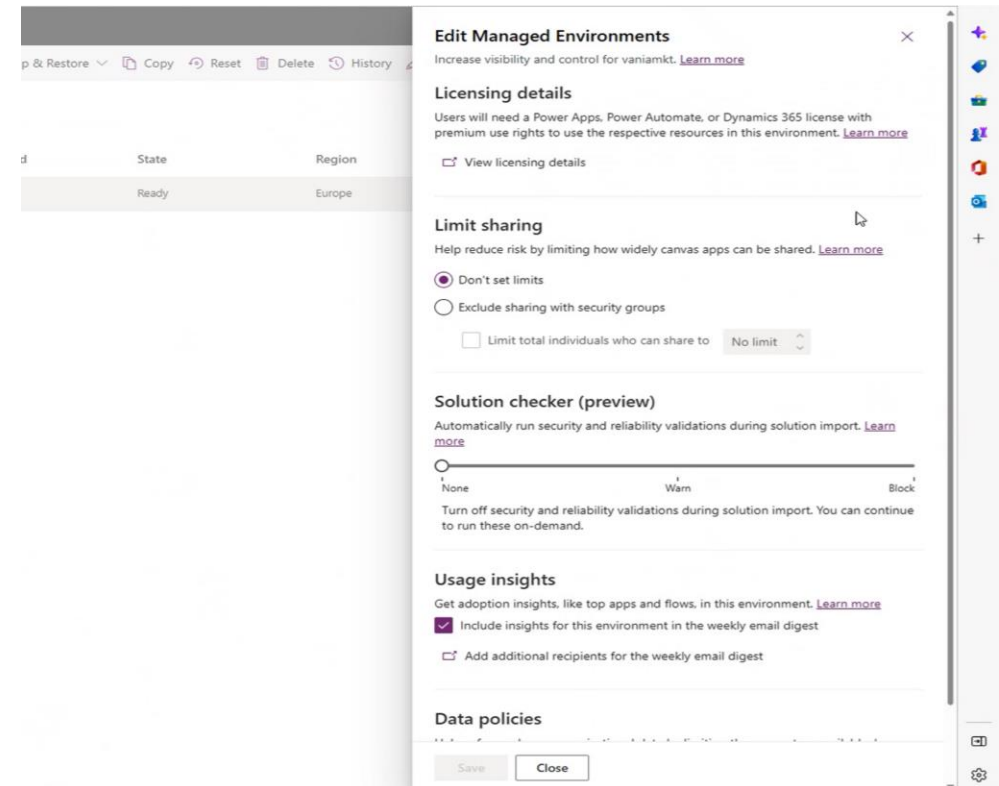 Edit Managed Environments
Increase visibility and control for vaniamkt. Learn more
p & Restore Copy Reset Delete History
Licensing details
Users will need a Power Apps, Power Automate, or Dynamics 365 license with
premium use rights to use the respective resources in this environment. Learn more
View licensing details
d State Region
Ready Europe
Limit sharing
Help reduce risk by limiting how widely canvas apps can be shared. Learn more
Don't set limits
Exclude sharing with security groups
Limit total individuals who can share to No limit
Solution checker (preview)
Automatically run security and reliability validations during solution import. Learn
more
None Warn Block
Turn off security and reliability validations during solution import. You can continue
to run these on-demand.
Usage insights
Get adoption insights, like top apps and flows, in this environment. Learn more
Include insights for this environment in the weekly email digest
Add additional recipients for the weekly email digest
Data policies
Save Close